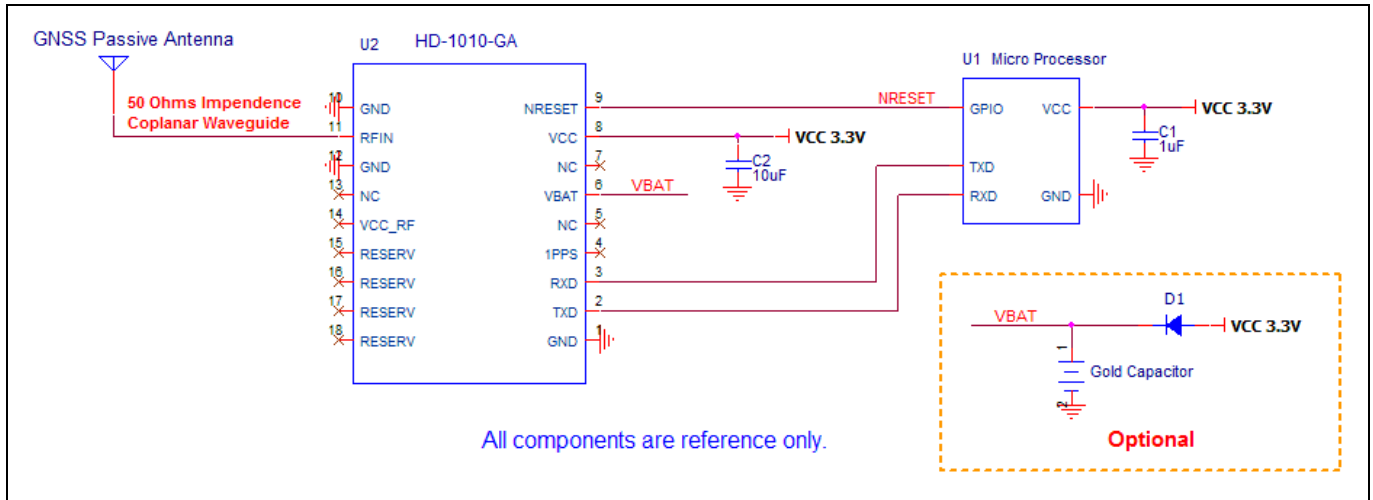 GNSS Passive Antenna
50 Ohms Impendence
Coplanar Waveguide
U2 HD-1010-GA
10 GND
11 RFIN
12 GND
13 NC
14 VCC_RF
15 RESERV
16 RESERV
17 RESERV
18 RESERV
NRESET 9
VCC 8
NC 7
VBAT 6
NC 5
1PPS 4
RXD 3
TXD 2
GND 1
NRESET
VCC 3.3V
C2
10uF
VBAT
U1 Micro Processor
GPIO VCC
TXD
RXD GND
VCC 3.3V
C1
1uF
D1
VBAT
VCC 3.3V
1
Gold Capacitor
2
Optional
All components are reference only.